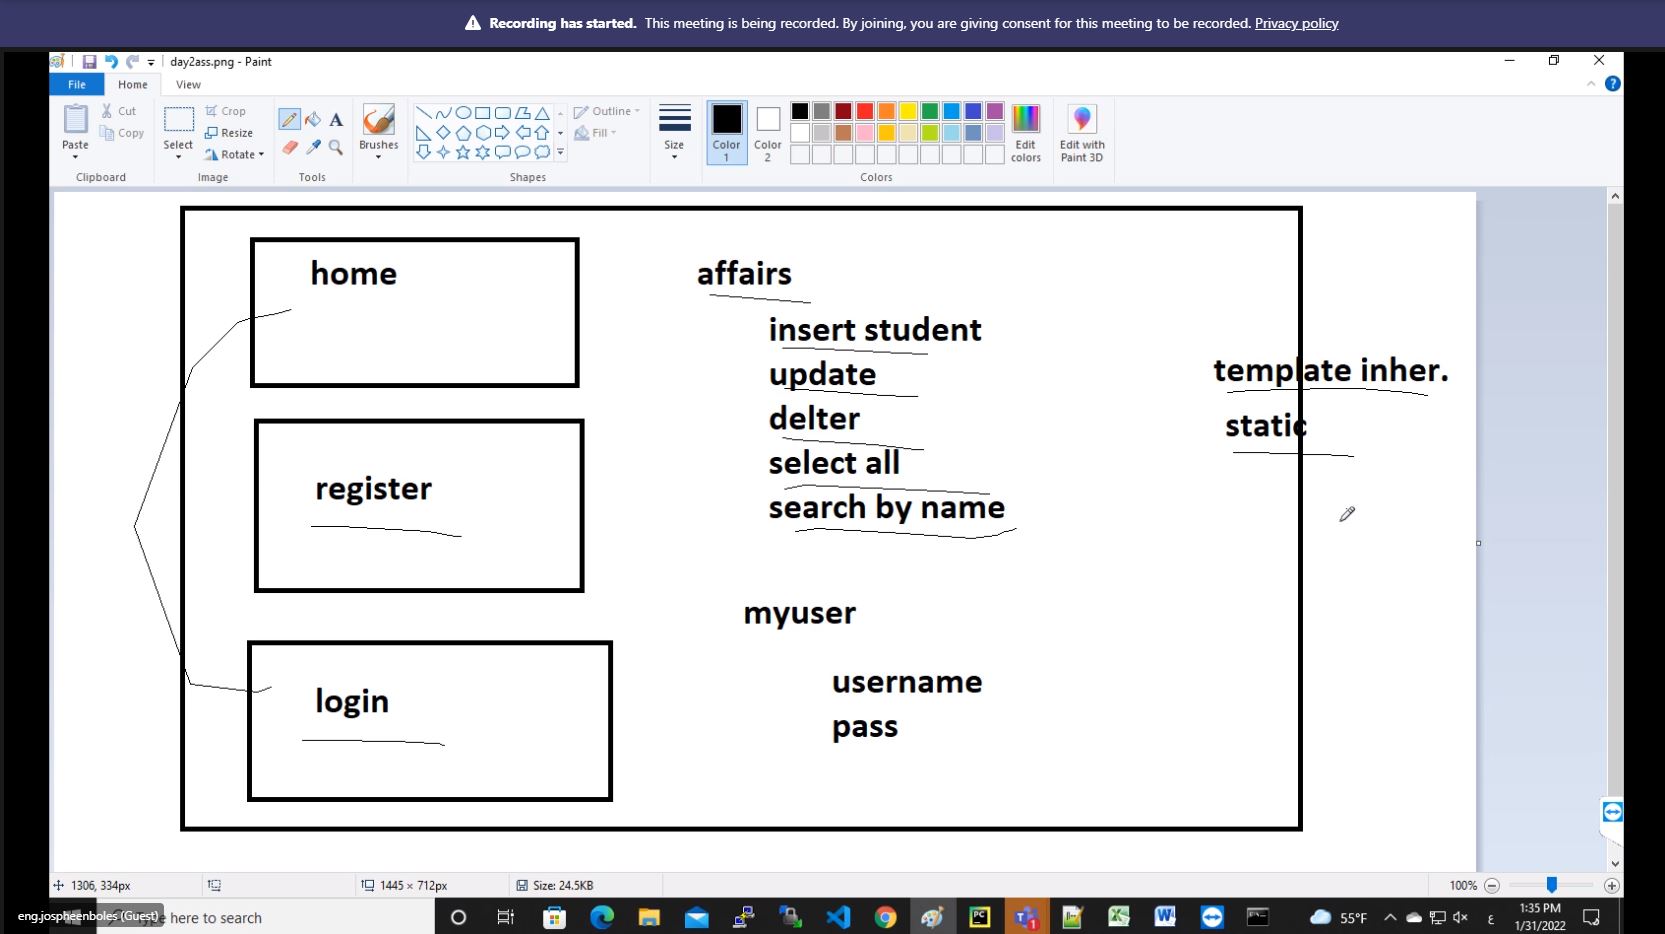 Recording has started. This meeting is being recorded. By joining, you are giving consent for this meeting to be recorded. Privacy policy
day2ass.png - Paint
File Home View
Paste
Cut
Copy
Clipboard
Select
Crop
Resize
Rotate
Image
A
Tools
Brushes
Shapes
Outline
Fill
Size
Color 1
Color 2
Colors
Edit colors
Edit with Paint 3D
home
register
login
affairs
insert student
update
delter
select all
search by name
myuser
username
pass
template inher.
static
1306, 334px
1445 × 712px
Size: 24.5KB
100%
eng.jospheenboles (Guest)
here to search
PC
1
W
55°F
ع
1:35 PM
1/31/2022